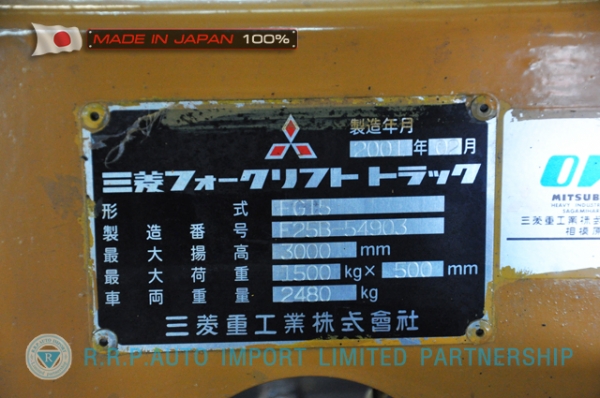 MADE IN JAPAN 100%
製造年月
2001年02月
三菱フォークリフトトラック
形式 FG15
製造番号 F25B-54903
最大揚高 3000 mm
最大荷重 1500 kg× 500 mm
車両重量 2480 kg
三菱重工業株式會社
MITSUB
三菱重工業株式会
相模原
R.R.P.AUTO IMPORT LIMITED PARTNERSHIP